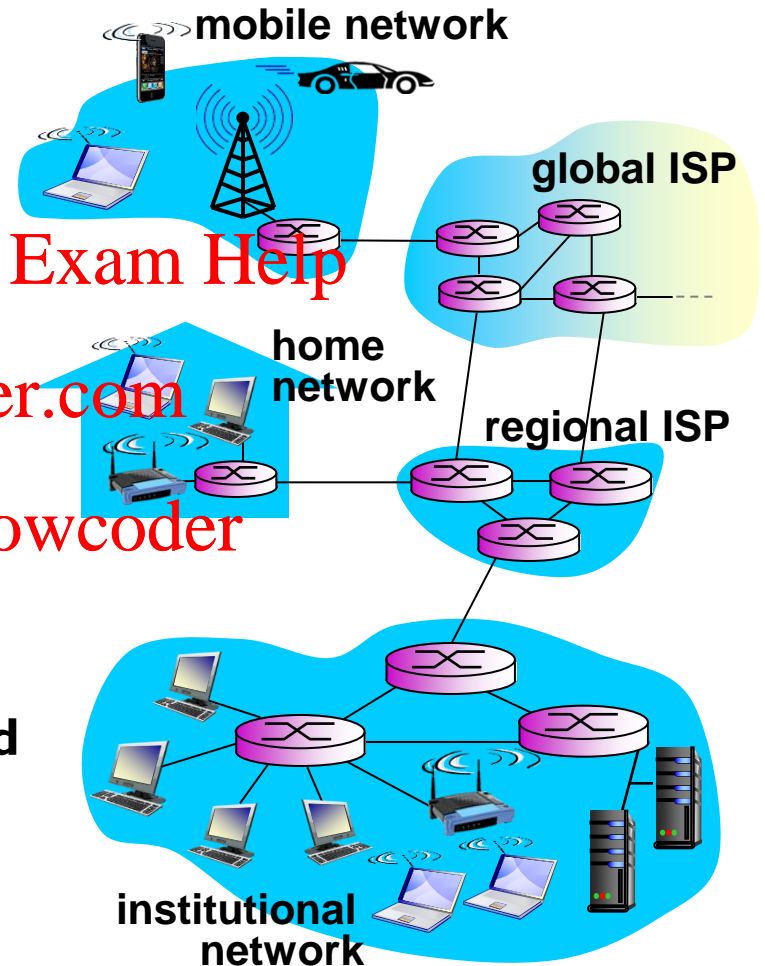 mobile network
global ISP
Exam Help
home
network
er.com
regional ISP
owcoder
d
institutional
network